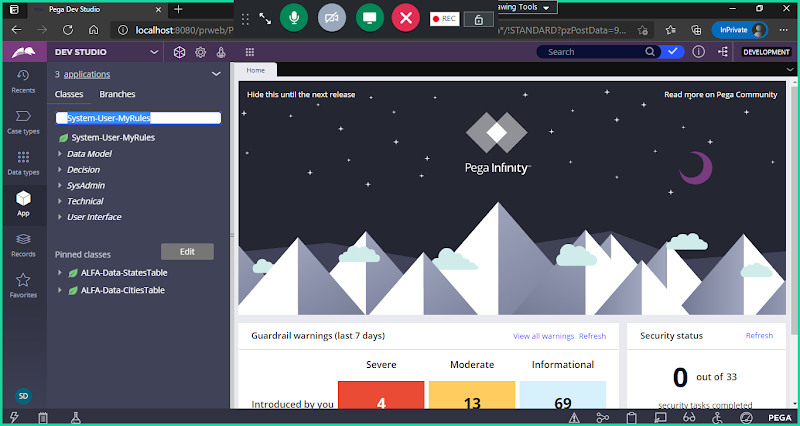 Pega Dev Studio
awing Tools
REC
localhost:8080/prweb/P
*/!STANDARD?pzPostData=9...
InPrivate
DEV STUDIO
Search
DEVELOPMENT
Recents
Case types
Data types
App
Records
Favorites
SD
3 applications
Classes
Branches
System-User-MyRules
System-User-MyRules
Data Model
Decision
SysAdmin
Technical
User Interface
Pinned classes
Edit
ALFA-Data-StatesTable
ALFA-Data-CitiesTable
Home
Hide this until the next release
Read more on Pega Community
Pega Infinity™
Guardrail warnings (last 7 days)
View all warnings
Refresh
Severe
Moderate
Informational
Introduced by you
4
13
69
Security status
Refresh
0 out of 33
security tasks completed
PEGA